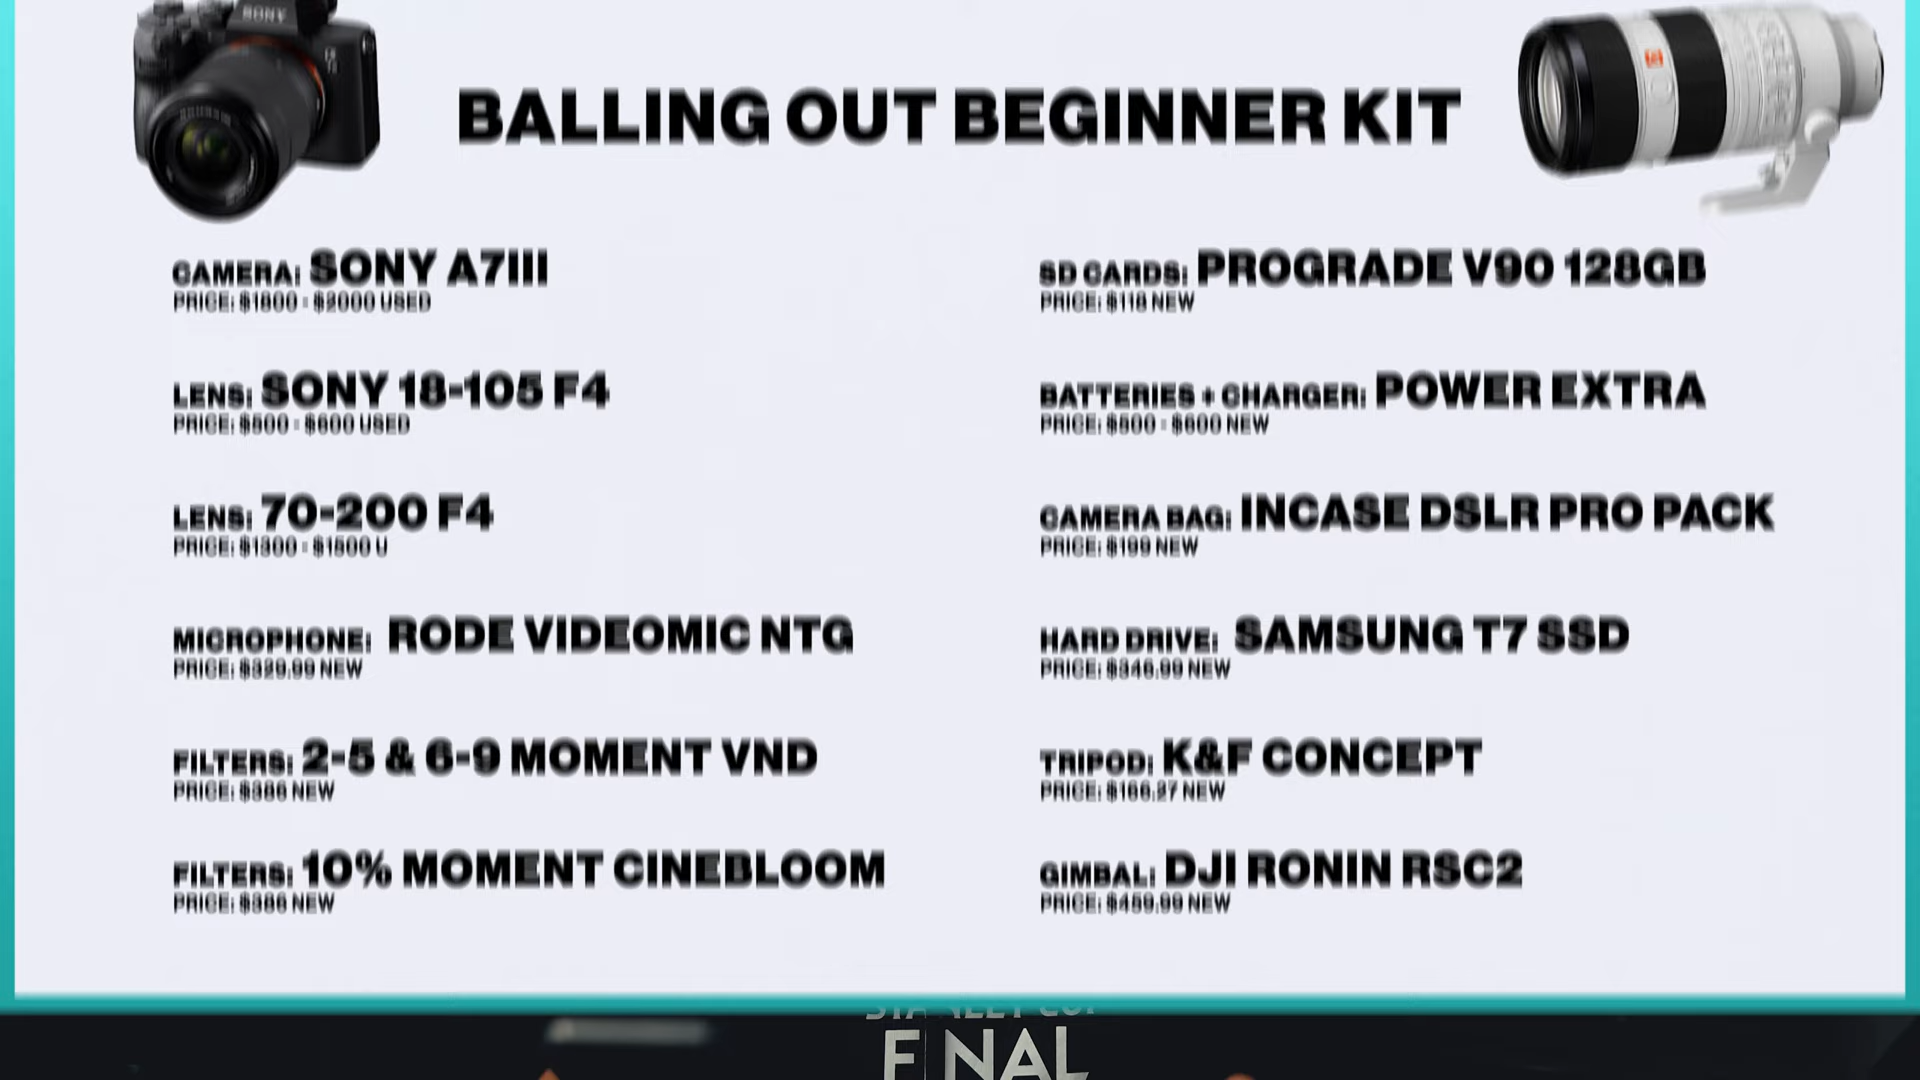 SONY
BALLING OUT BEGINNER KIT
CAMERA: SONY A7III
PRICE: $1800 - $2000 USED
LENS: SONY 18-105 F4
PRICE: $500 - $600 USED
LENS: 70-200 F4
PRICE: $1300 - $1500 U
MICROPHONE: RODE VIDEOMIC NTG
PRICE: $329.99 NEW
FILTERS: 2-5 & 6-9 MOMENT VND
PRICE: $386 NEW
FILTERS: 10% MOMENT CINEBLOOM
PRICE: $386 NEW
SD CARDS: PROGRADE V90 128GB
PRICE: $118 NEW
BATTERIES + CHARGER: POWER EXTRA
PRICE: $500 - $600 NEW
CAMERA BAG: INCASE DSLR PRO PACK
PRICE: $199 NEW
HARD DRIVE: SAMSUNG T7 SSD
PRICE: $346.99 NEW
TRIPOD: K&F CONCEPT
PRICE: $166.27 NEW
GIMBAL: DJI RONIN RSC2
PRICE: $459.99 NEW
STANLEY CUP
FINAL